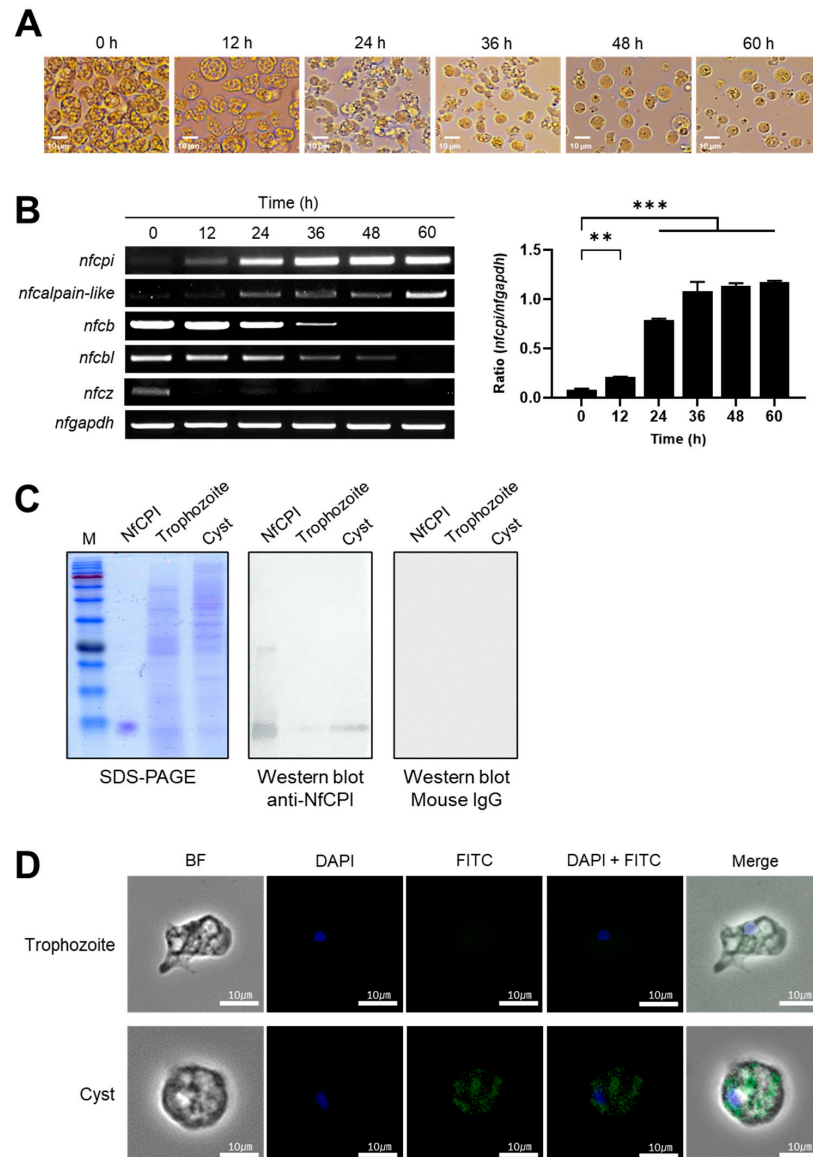 A
0 h 12 h 24 h 36 h 48 h 60 h
10 μm 10 μm 10 μm 10 μm 10 μm 10 μm
B
Time (h)
0 12 24 36 48 60
nfcpi
nfcalpain-like
nfcb
nfcbl
nfcz
nfgapdh
***
**
Ratio (nfcpi/nfgapdh)
1.5
1.0
0.5
0.0
0 12 24 36 48 60
Time (h)
C
M NfCPI Trophozoite Cyst
NfCPI Trophozoite Cyst
NfCPI Trophozoite Cyst
SDS-PAGE
Western blot
anti-NfCPI
Western blot
Mouse IgG
D
BF DAPI FITC DAPI + FITC Merge
Trophozoite
10μm 10μm 10μm 10μm 10μm
Cyst
10μm 10μm 10μm 10μm 10μm